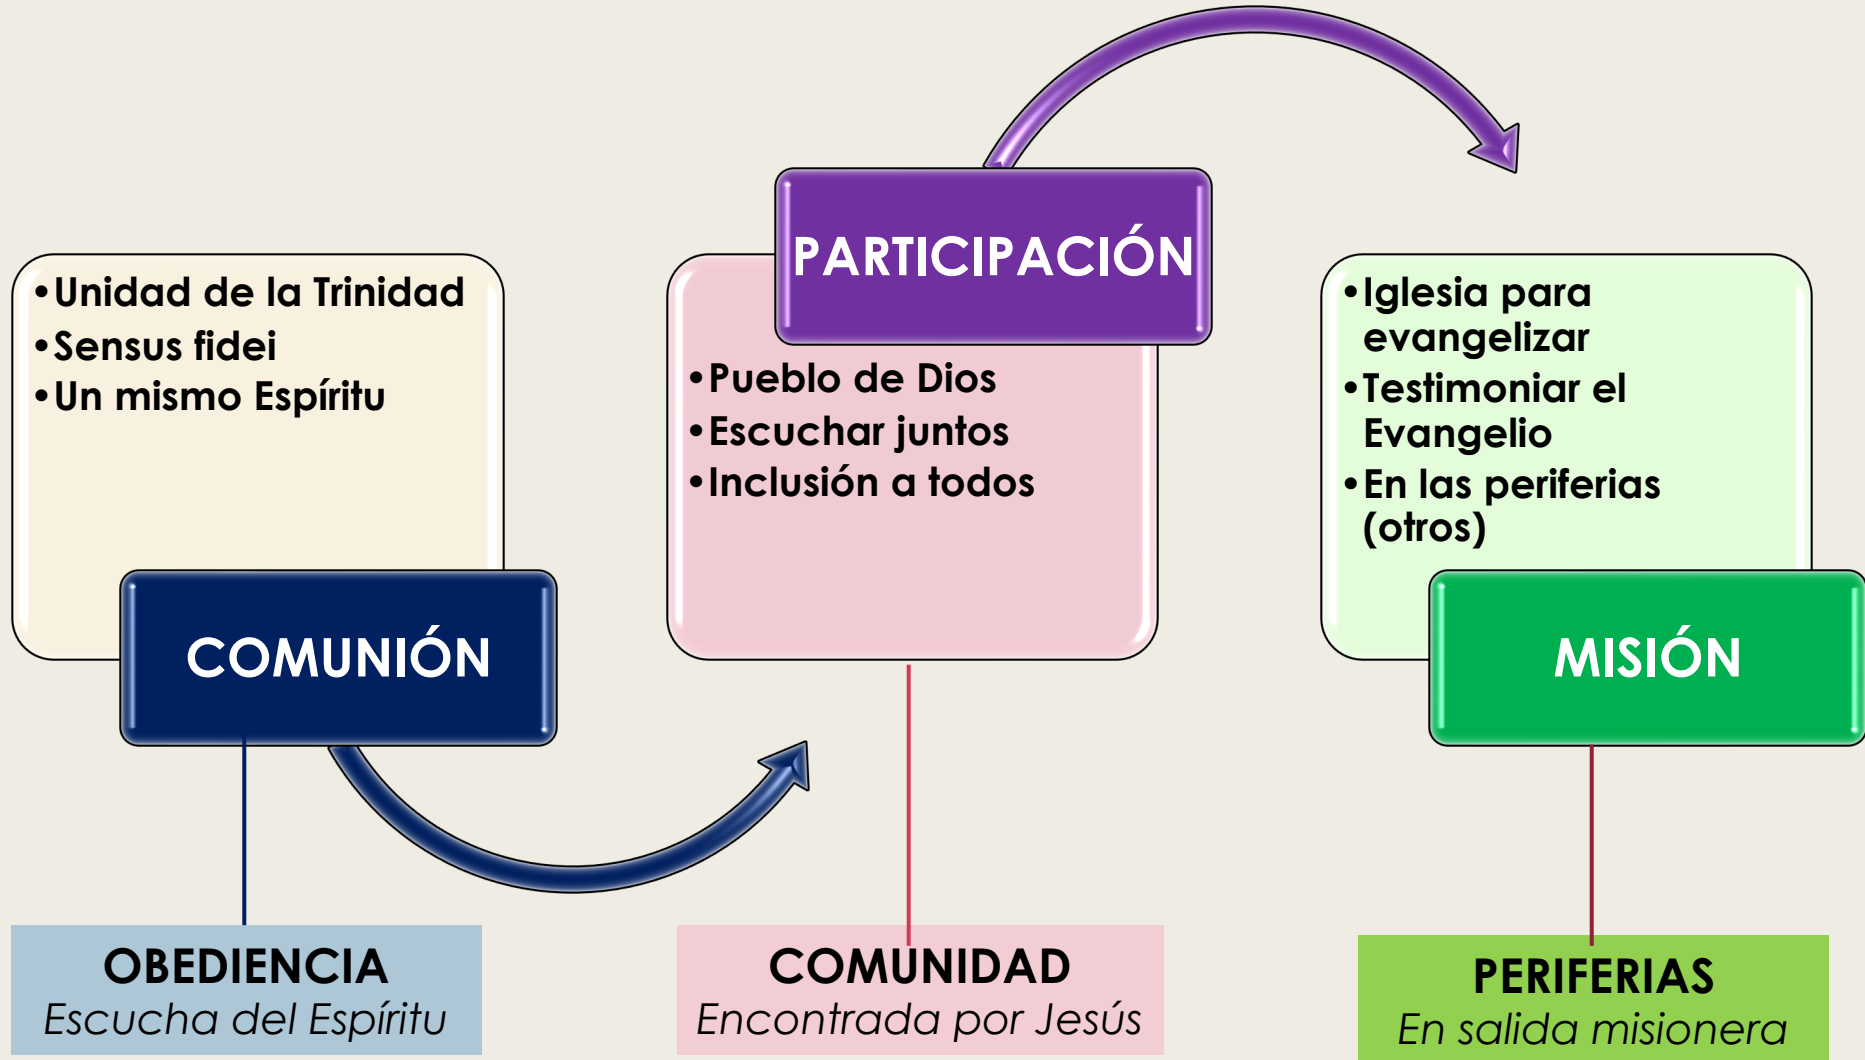 •Unidad de la Trinidad
•Sensus fidei
•Un mismo Espíritu
COMUNIÓN
OBEDIENCIA
Escucha del Espíritu
PARTICIPACIÓN
•Pueblo de Dios
•Escuchar juntos
•Inclusión a todos
COMUNIDAD
Encontrada por Jesús
•Iglesia para
evangelizar
•Testimoniar el
Evangelio
•En las periferias
(otros)
MISIÓN
PERIFERIAS
En salida misionera